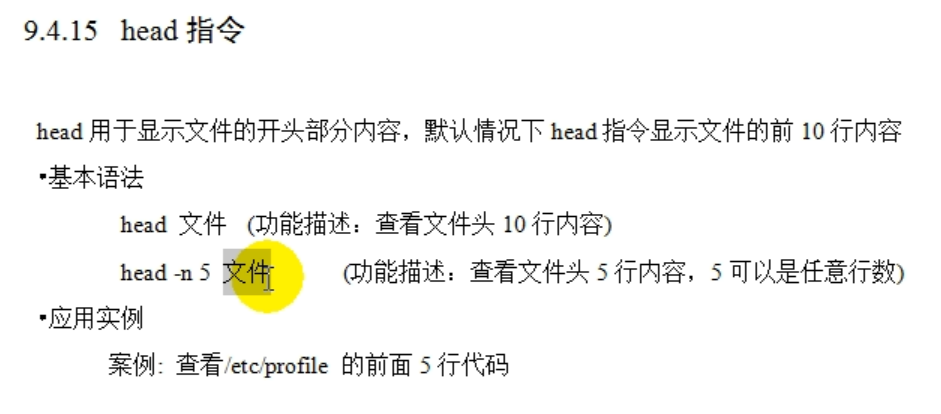 9.4.15 head 指令
head 用于显示文件的开头部分内容，默认情况下 head 指令显示文件的前 10 行内容
•基本语法
head 文件 (功能描述：查看文件头 10 行内容)
head -n 5 文件 (功能描述：查看文件头 5 行内容，5 可以是任意行数)
•应用实例
案例: 查看/etc/profile 的前面 5 行代码